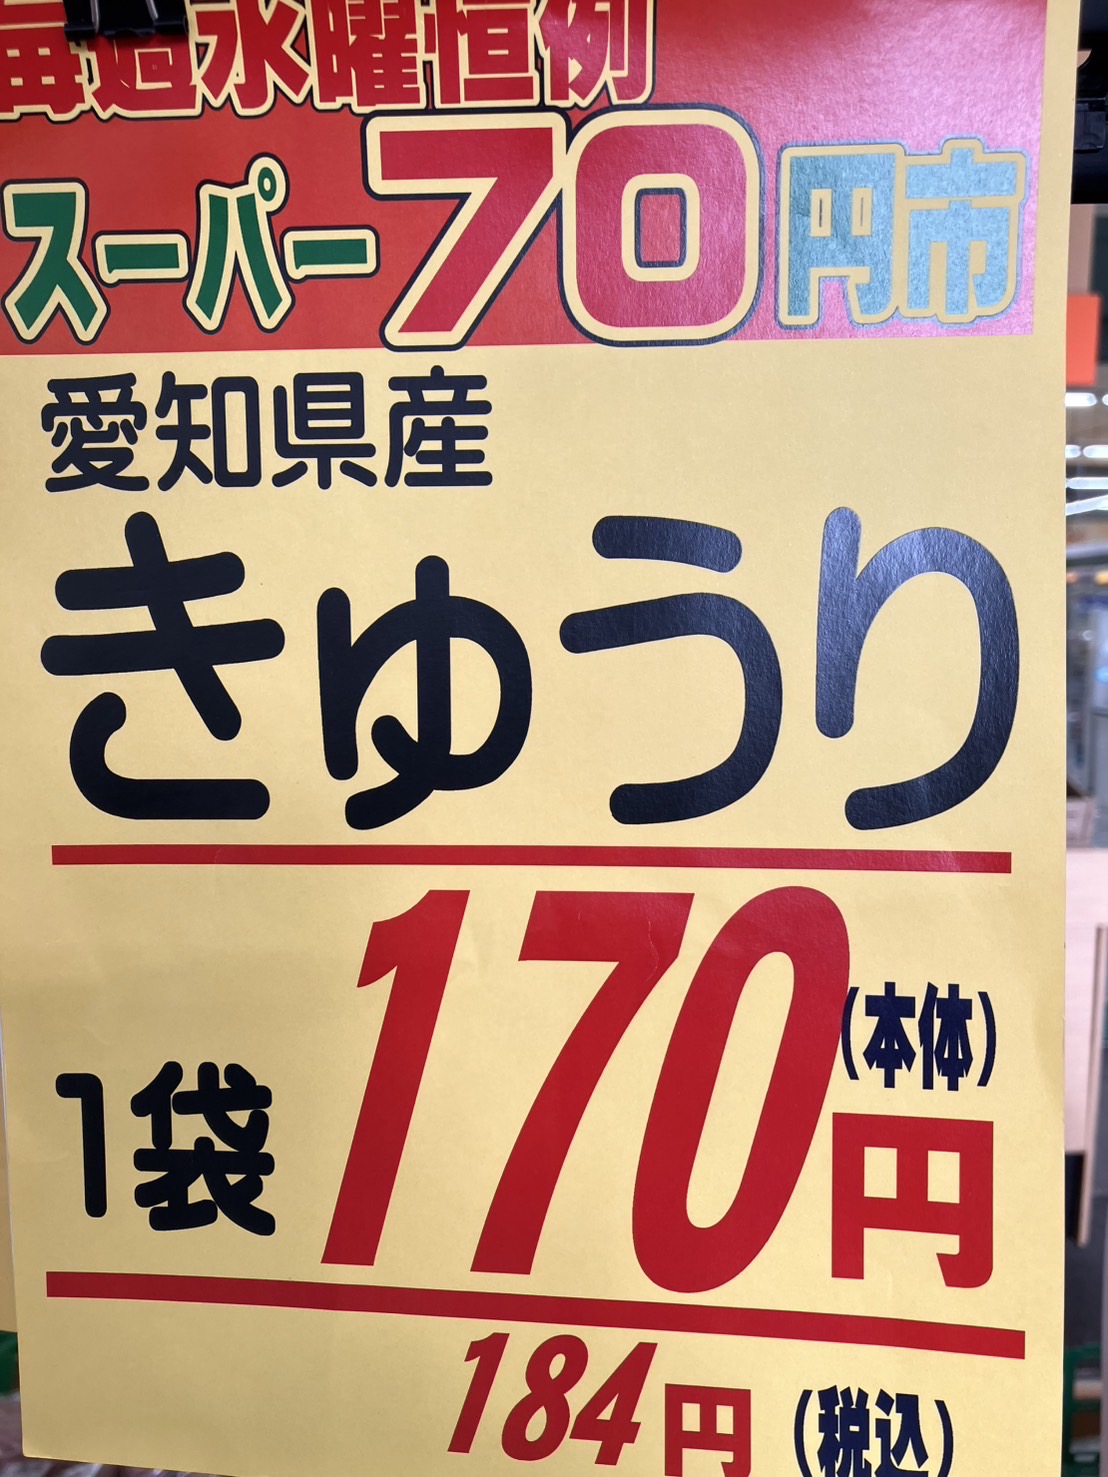 毎週水曜恒例
スーパー70円市
愛知県産
きゅうり
1袋 170円 (本体)
184円 (税込)